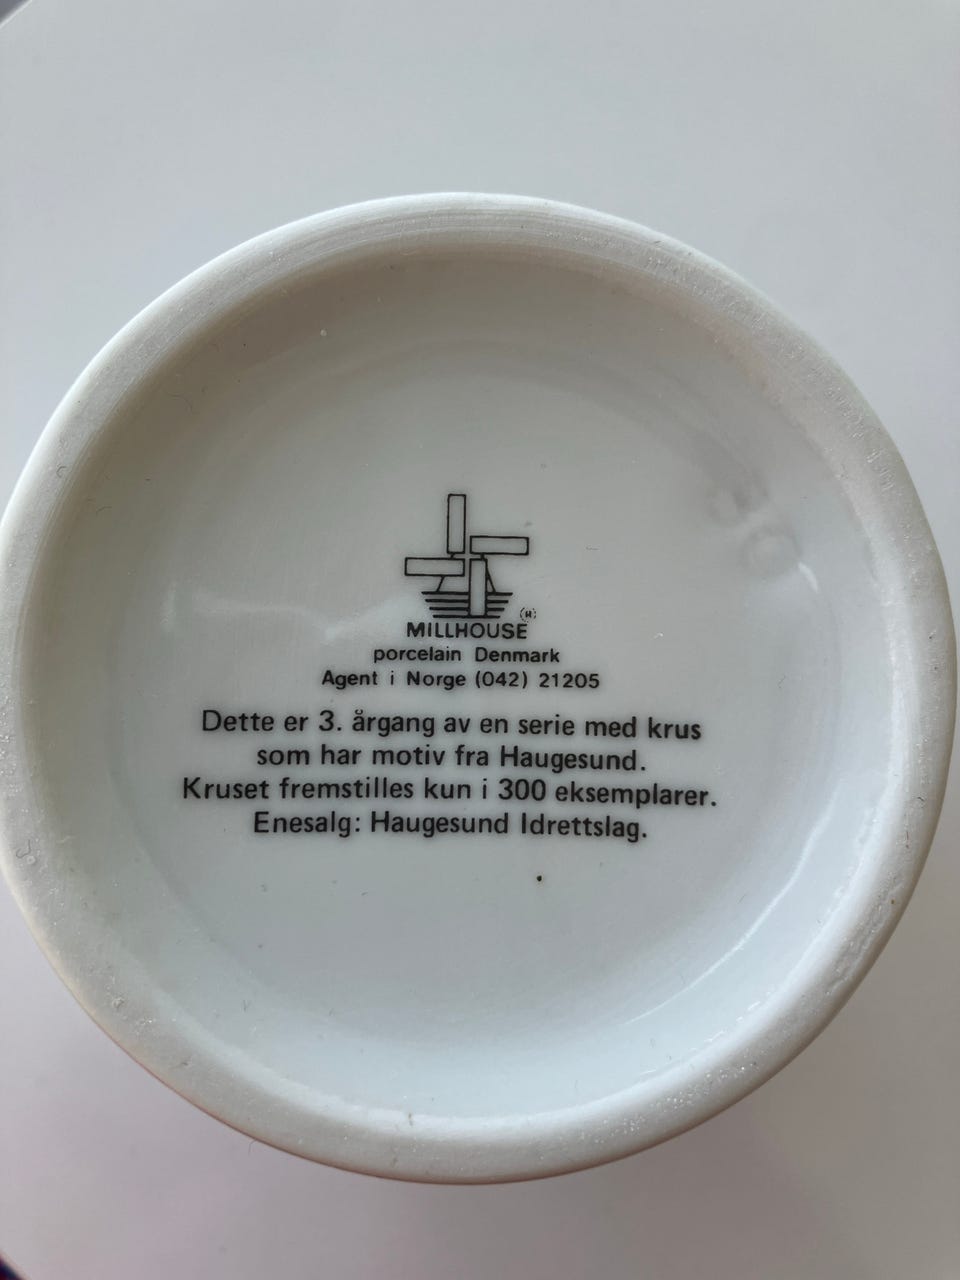 (H)
MILLHOUSE
porcelain Denmark
Agent i Norge (042) 21205
Dette er 3. årgang av en serie med krus
som har motiv fra Haugesund.
Kruset fremstilles kun i 300 eksemplarer.
Enesalg: Haugesund Idrettslag.